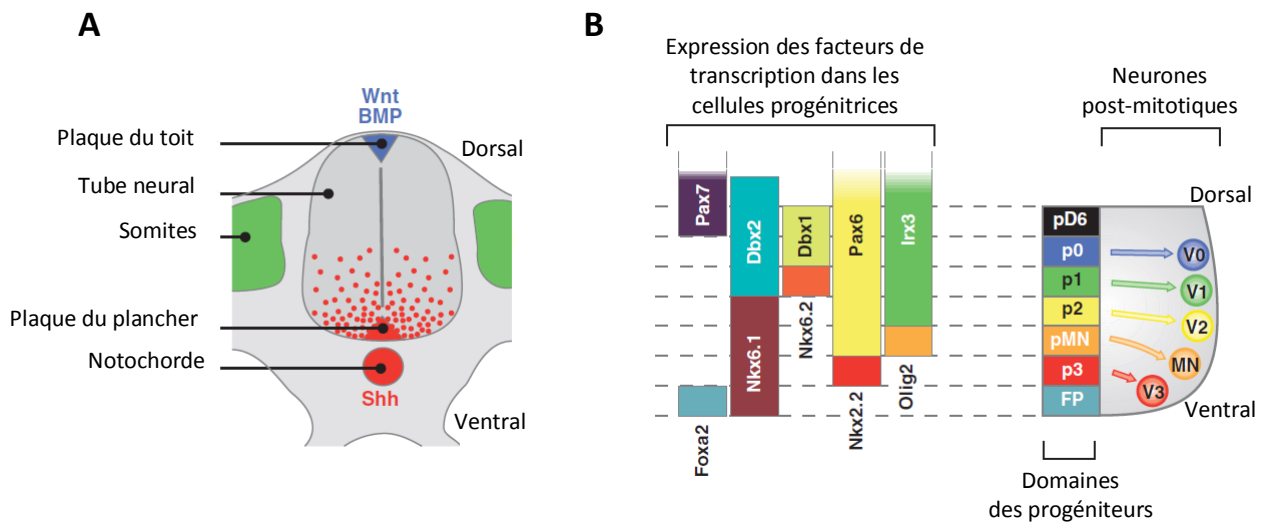 A
Wnt
BMP
Plaque du toit
Dorsal
Tube neural
Somites
Plaque du plancher
Notochorde
Shh
Ventral
B
Expression des facteurs de
transcription dans les
cellules progénitrices
Neurones
post-mitotiques
Pax7
Dbx2
Dbx1
Pax6
Irx3
Nkx6.1
Nkx6.2
Foxa2
Nkx2.2
Olig2
Dorsal
pD6
p0
V0
p1
V1
p2
V2
pMN
MN
p3
V3
FP
Ventral
Domaines
des progéniteurs